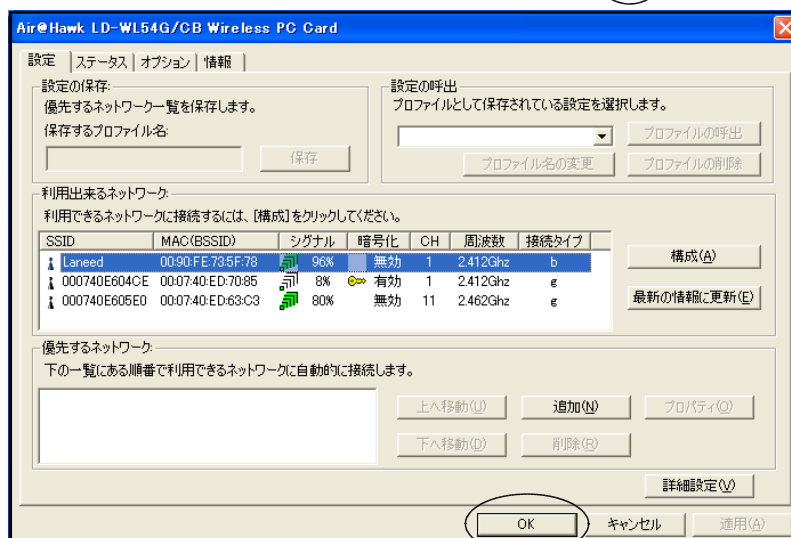 Air@Hawk LD-WL54G/CB Wireless PC Card
設定 ステータス オプション 情報
設定の保存:
優先するネットワーク一覧を保存します。
保存するプロファイル名:
保存
設定の呼出
プロファイルとして保存されている設定を選択します。
プロファイルの呼出
プロファイル名の変更 プロファイルの削除
利用出来るネットワーク:
利用できるネットワークに接続するには、[構成]をクリックしてください。
SSID MAC(BSSID) シグナル 暗号化 CH 周波数 接続タイプ
Laneed 00:90:FE:73:5F:78 96% 無効 1 2.412Ghz b
000740E604CE 00:07:40:ED:70:85 8% 有効 1 2.412Ghz g
000740E605E0 00:07:40:ED:63:C3 80% 無効 11 2.462Ghz g
構成(A)
最新の情報に更新(E)
優先するネットワーク:
下の一覧にある順番で利用できるネットワークに自動的に接続します。
上へ移動(U) 追加(N) プロパティ(O)
下へ移動(D) 削除(R)
詳細設定(V)
OK キャンセル 適用(A)